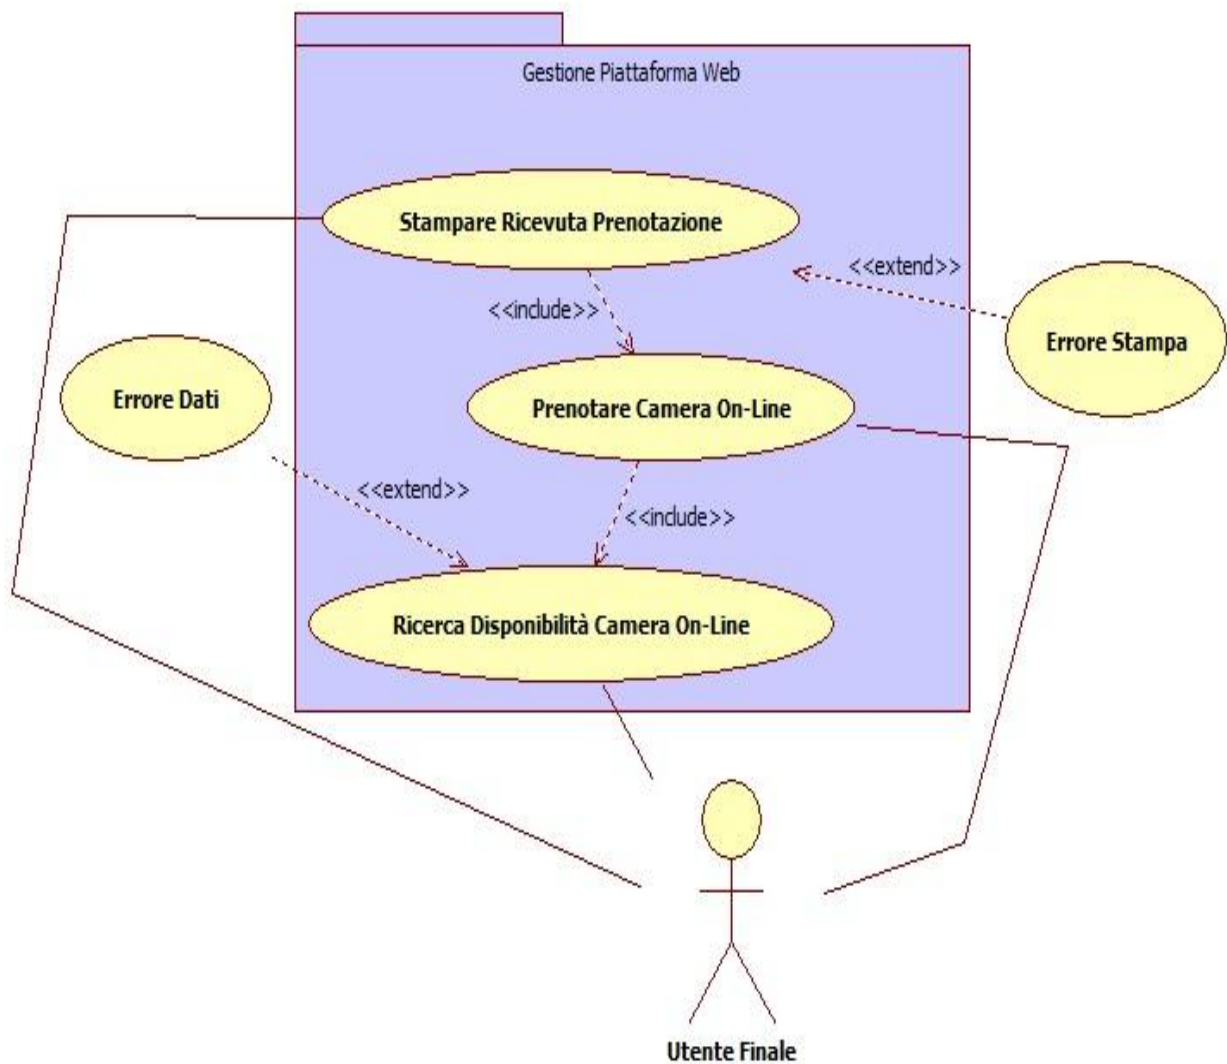 Gestione Piattaforma Web
Stampare Ricevuta Prenotazione
<<extend>>
<<include>>
Errore Stampa
Errore Dati
Prenotare Camera On-Line
<<extend>>
<<include>>
Ricerca Disponibilità Camera On-Line
Utente Finale